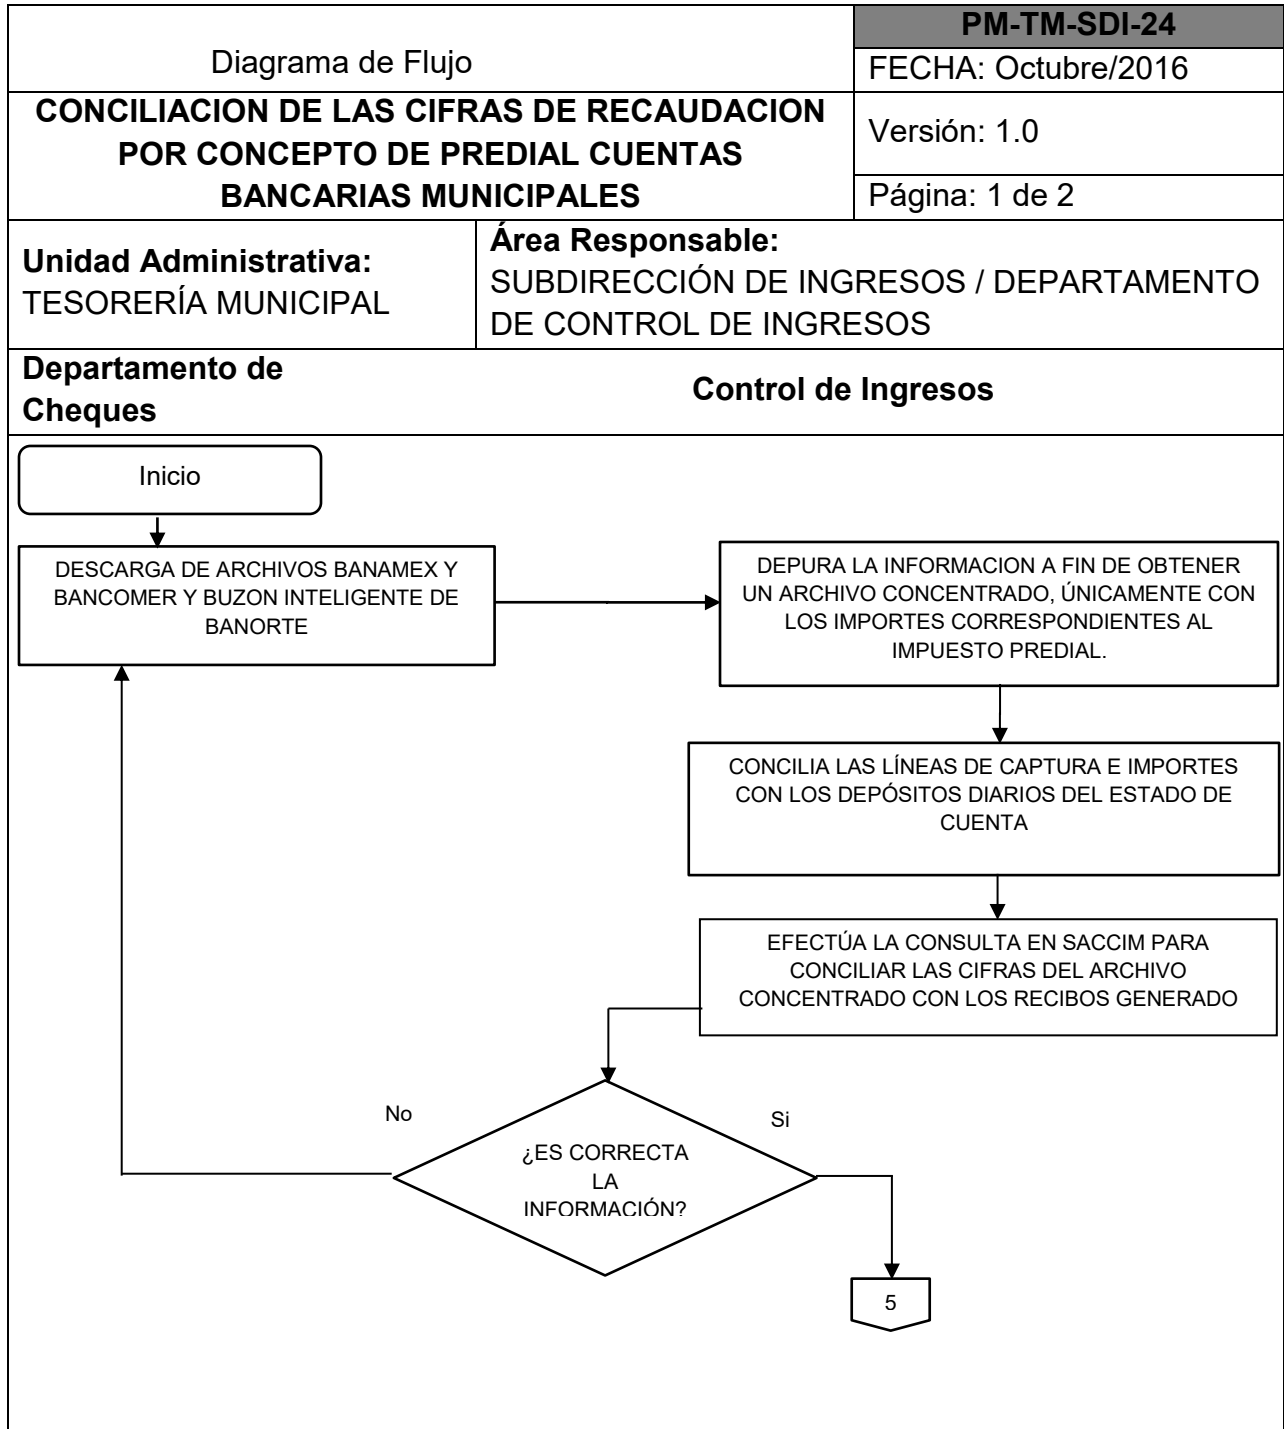 PM-TM-SDI-24
Diagrama de Flujo
FECHA: Octubre/2016
CONCILIACION DE LAS CIFRAS DE RECAUDACION
POR CONCEPTO DE PREDIAL CUENTAS
BANCARIAS MUNICIPALES
Versión: 1.0
Página: 1 de 2
Unidad Administrativa:
TESORERÍA MUNICIPAL
Área Responsable:
SUBDIRECCIÓN DE INGRESOS / DEPARTAMENTO
DE CONTROL DE INGRESOS
Departamento de
Cheques
Control de Ingresos
Inicio
DESCARGA DE ARCHIVOS BANAMEX Y
BANCOMER Y BUZON INTELIGENTE DE
BANORTE
DEPURA LA INFORMACION A FIN DE OBTENER
UN ARCHIVO CONCENTRADO, ÚNICAMENTE CON
LOS IMPORTES CORRESPONDIENTES AL
IMPUESTO PREDIAL.
CONCILIA LAS LÍNEAS DE CAPTURA E IMPORTES
CON LOS DEPÓSITOS DIARIOS DEL ESTADO DE
CUENTA
EFECTÚA LA CONSULTA EN SACCIM PARA
CONCILIAR LAS CIFRAS DEL ARCHIVO
CONCENTRADO CON LOS RECIBOS GENERADO
No
Si
¿ES CORRECTA
LA
INFORMACIÓN?
5